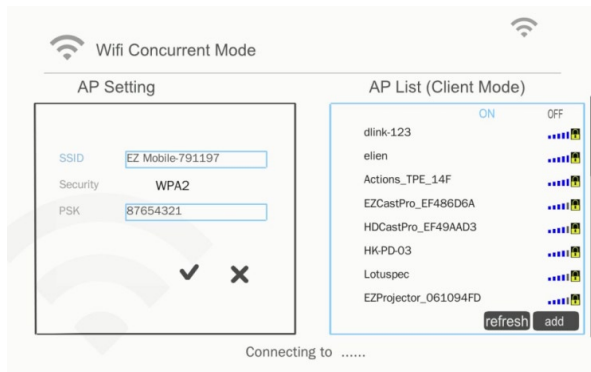 Wifi Concurrent Mode
AP Setting
SSID EZ Mobile-791197
Security WPA2
PSK 87654321
AP List (Client Mode)
ON OFF
dlink-123
elien
Actions_TPE_14F
EZCastPro_EF486D6A
HDCastPro_EF49AAD3
HK-PD-03
Lotuspec
EZProjector_061094FD
refresh add
Connecting to ......